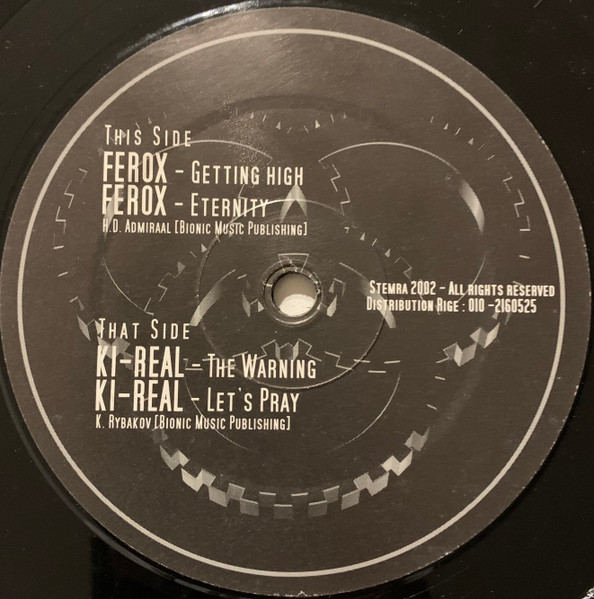 This Side
FEROX - Getting high
FEROX - Eternity
H.D. Admiraal [Bionic Music Publishing]
Stemra 2002 - All rights reserved
Distribution Rige : 010 -2160525
That Side
KI-REAL - The Warning
KI-REAL - Let's Pray
K. Rybakov [Bionic Music Publishing]